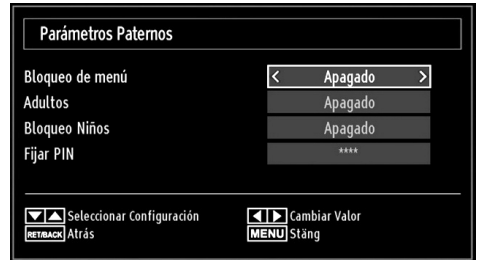 Parámetros Paternos
Bloqueo de menú < Apagado >
Adultos Apagado
Bloqueo Niños Apagado
Fijar PIN ****
Seleccionar Configuración Cambiar Valor
RET/BACK Atrás MENU Stäng